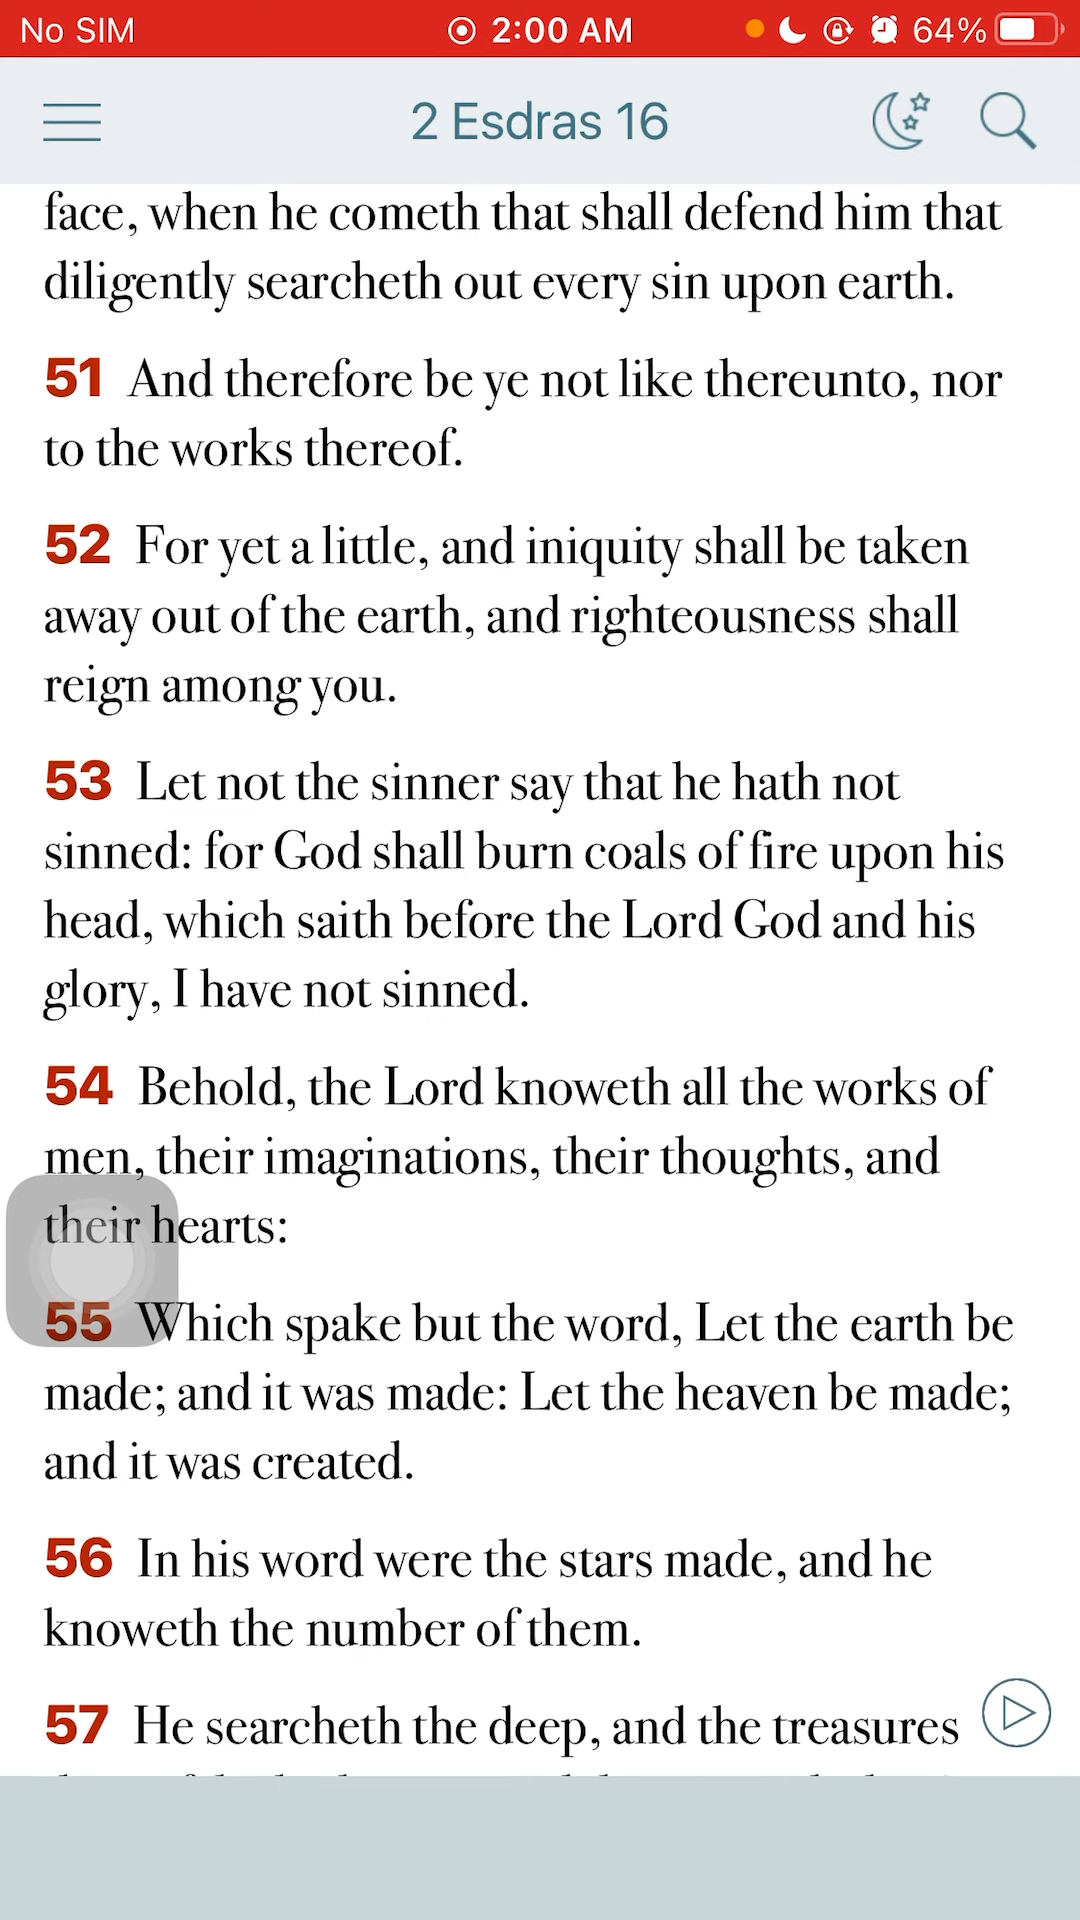 No SIM
2:00 AM
64%
2 Esdras 16
face, when he cometh that shall defend him that
diligently searcheth out every sin upon earth.
51 And therefore be ye not like thereunto, nor
to the works thereof.
52 For yet a little, and iniquity shall be taken
away out of the earth, and righteousness shall
reign among you.
53 Let not the sinner say that he hath not
sinned: for God shall burn coals of fire upon his
head, which saith before the Lord God and his
glory, I have not sinned.
54 Behold, the Lord knoweth all the works of
men, their imaginations, their thoughts, and
their hearts:
55 Which spake but the word, Let the earth be
made; and it was made: Let the heaven be made;
and it was created.
56 In his word were the stars made, and he
knoweth the number of them.
57 He searcheth the deep, and the treasures